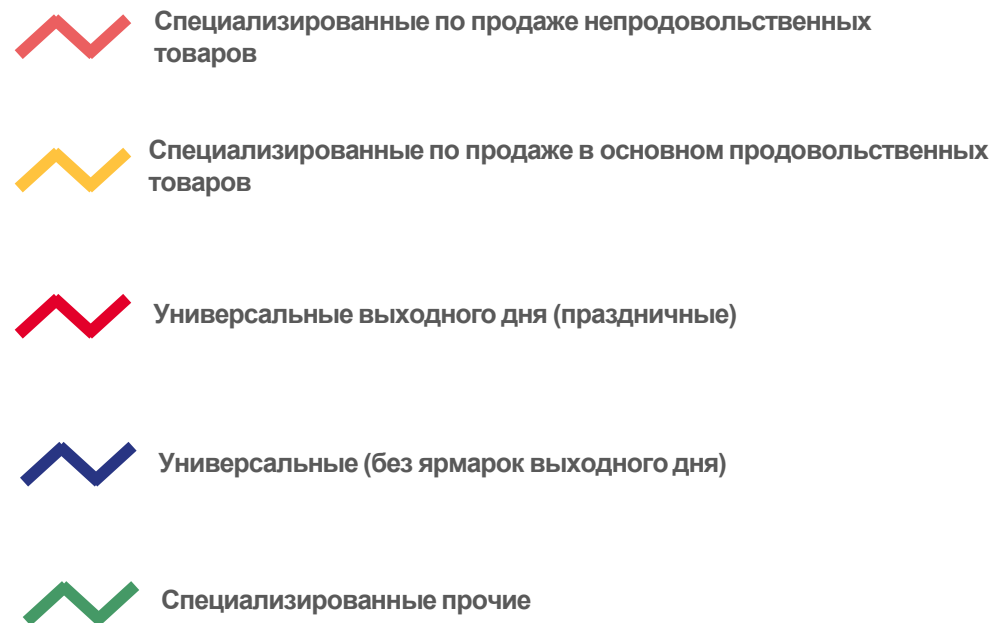 Специализированные по продаже непродовольственных
товаров
Специализированные по продаже в основном продовольственных
товаров
Универсальные выходного дня (праздничные)
Универсальные (без ярмарок выходного дня)
Специализированные прочие